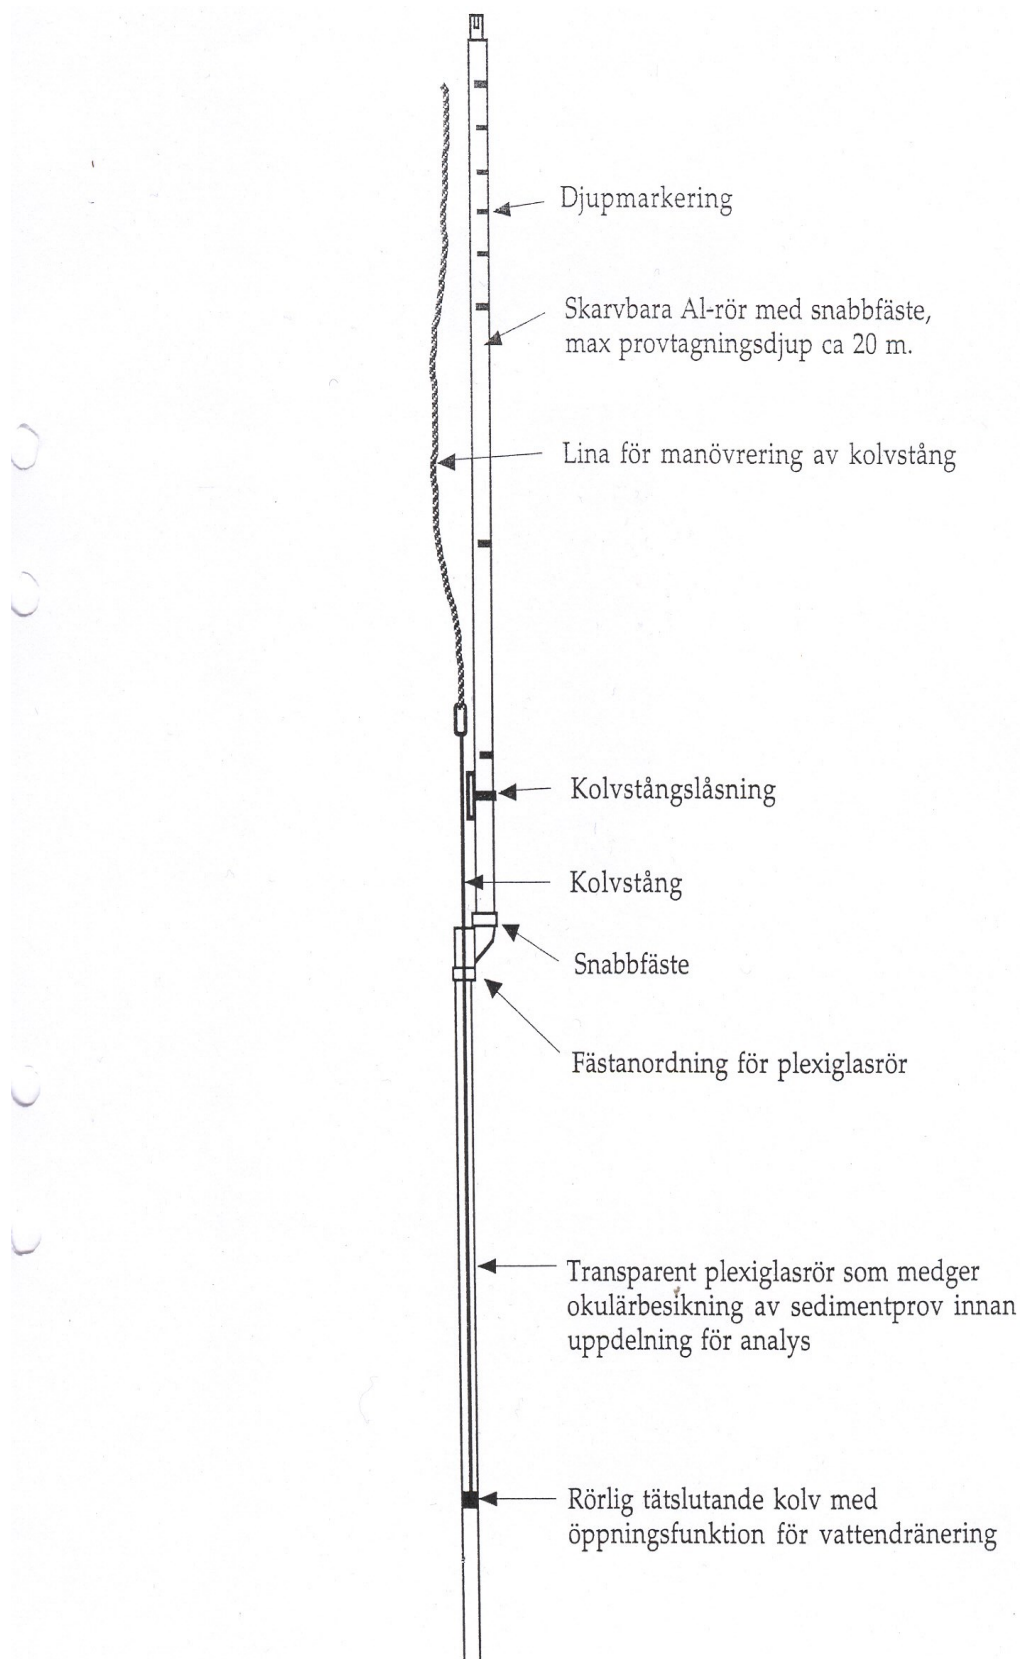 Djupmarkering
Skarvbara Al-rör med snabbfäste,
max provtagningsdjup ca 20 m.
Lina för manövrering av kolvstång
Kolvstångslåsning
Kolvstång
Snabbfäste
Fästanordning för plexiglasrör
Transparent plexiglasrör som medger
okulärbesikning av sedimentprov innan
uppdelning för analys
Rörlig tätslutande kolv med
öppningsfunktion för vattendränering